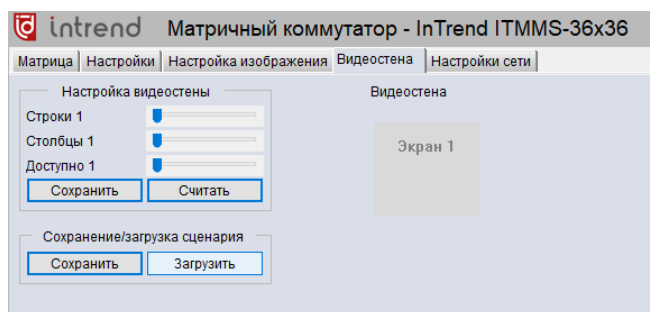 intrend Матричный коммутатор - InTrend ITMMS-36x36
Матрица Настройки Настройка изображения Видеостена Настройки сети
Настройка видеостены
Видеостена
Строки 1
Столбцы 1
Экран 1
Доступно 1
Сохранить Считать
Сохранение/загрузка сценария
Сохранить Загрузить